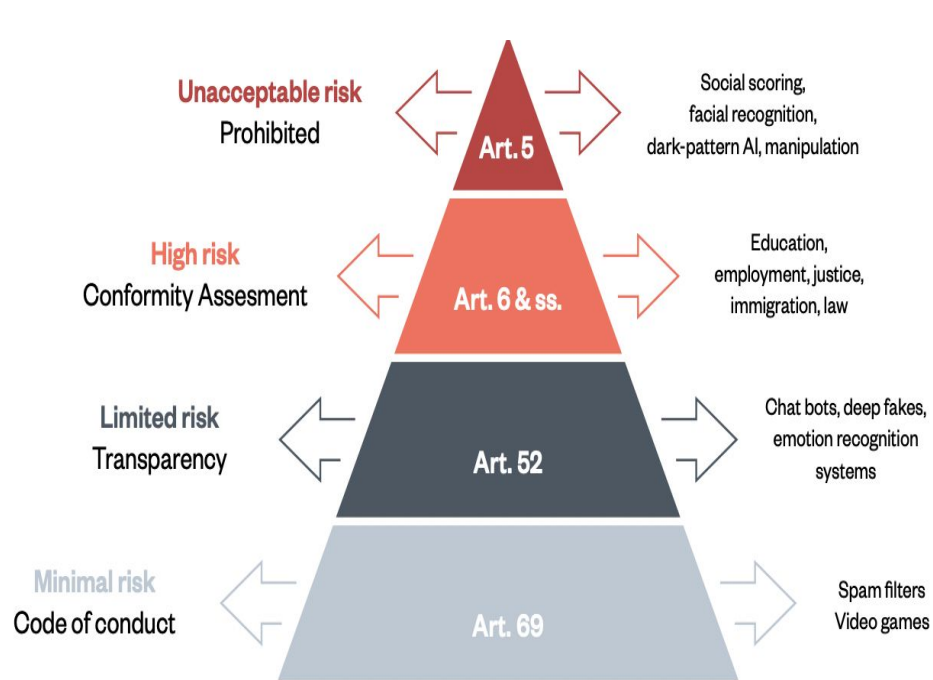 Unacceptable risk
Prohibited
Art. 5
Social scoring,
facial recognition,
dark-pattern AI, manipulation
High risk
Conformity Assesment
Art. 6 & ss.
Education,
employment, justice,
immigration, law
Limited risk
Transparency
Art. 52
Chat bots, deep fakes,
emotion recognition
systems
Minimal risk
Code of conduct
Art. 69
Spam filters
Video games